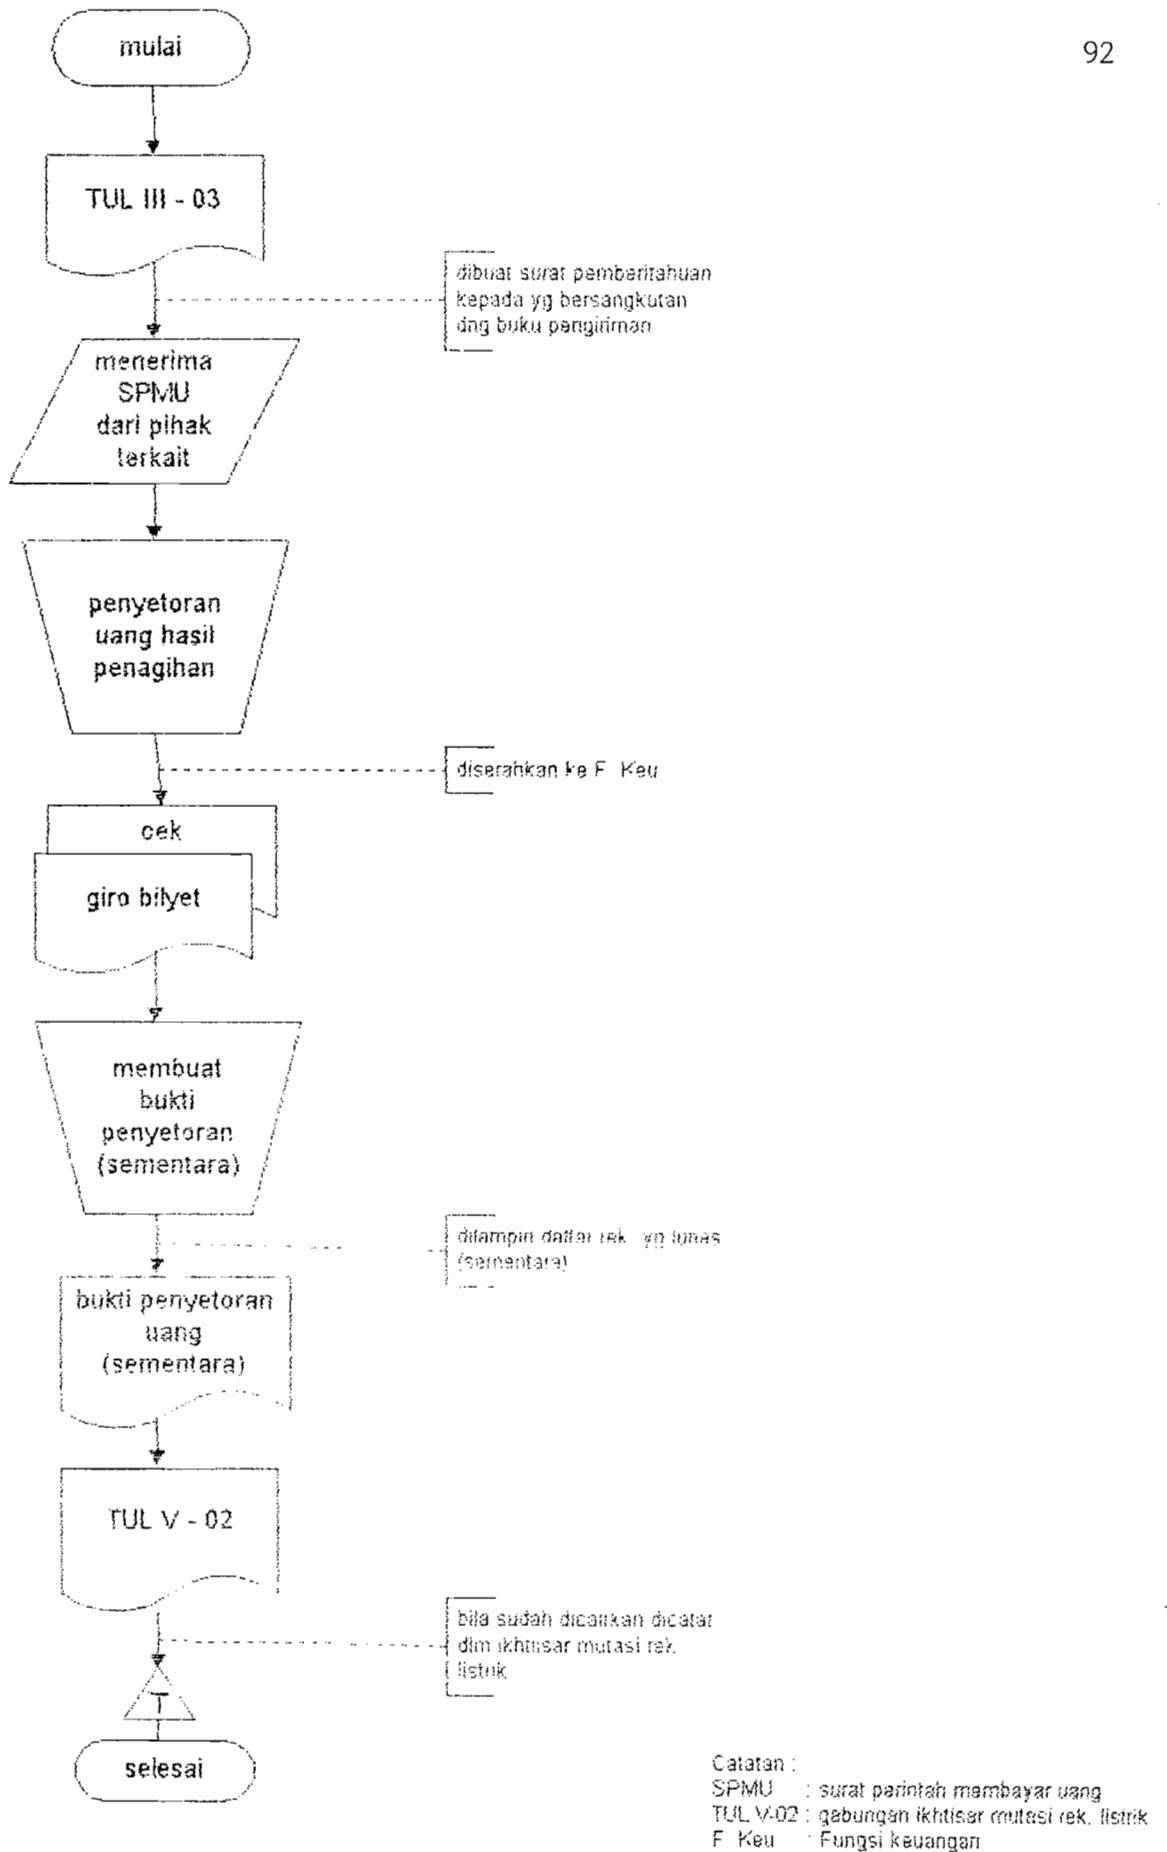 92
mulai
TUL III - 03
dibuat surat pemberitahuan
kepada yg bersangkutan
dng buku pengiriman
menerima
SPMU
dari pihak
terkait
penyetoran
uang hasil
penagihan
diserahkan ke F. Keu
cek
giro bilyet
membuat
bukti
penyetoran
(sementara)
dilampiri daftar rek. yg lunas
(sementara)
bukti penyetoran
uang
(sementara)
TUL V - 02
bila sudah dicairkan dicatat
dlm ikhtisar mutasi rek.
listrik
T
selesai
Catatan :
SPMU : surat perintah membayar uang
TUL V-02 : gabungan ikhtisar mutasi rek. listrik
F. Keu : Fungsi keuangan